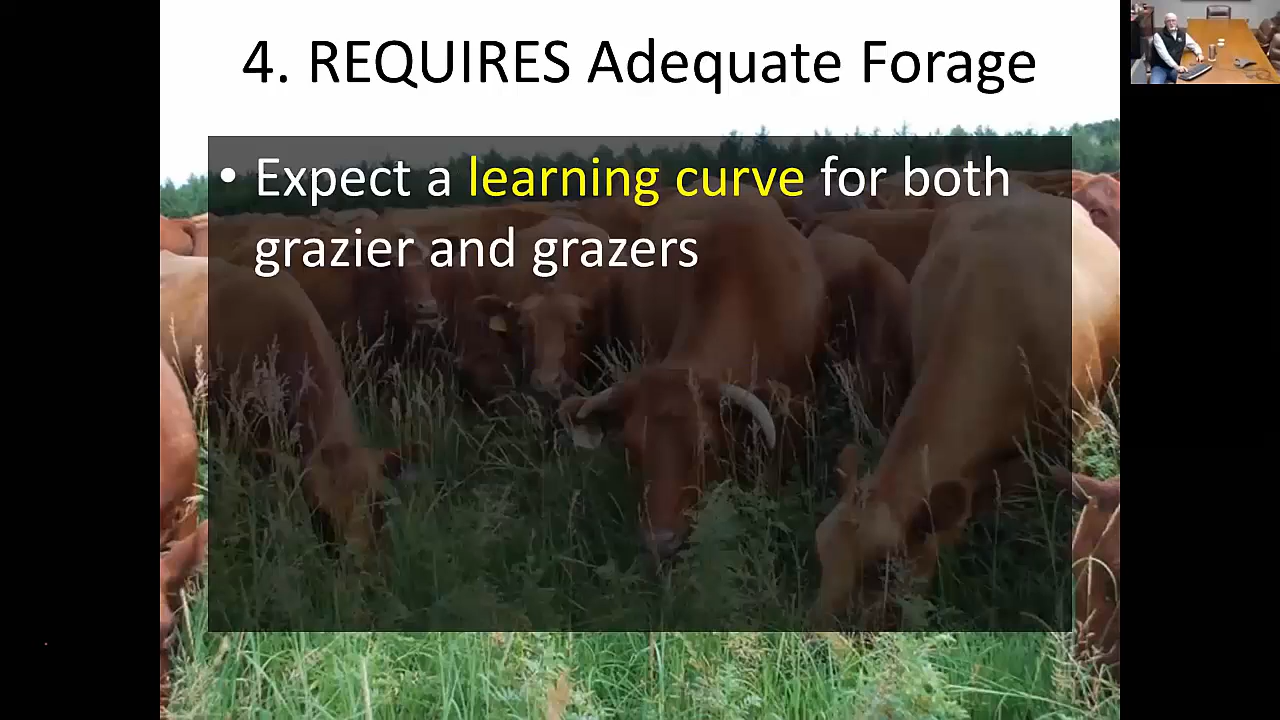 4. REQUIRES Adequate Forage
• Expect a learning curve for both
grazier and grazers